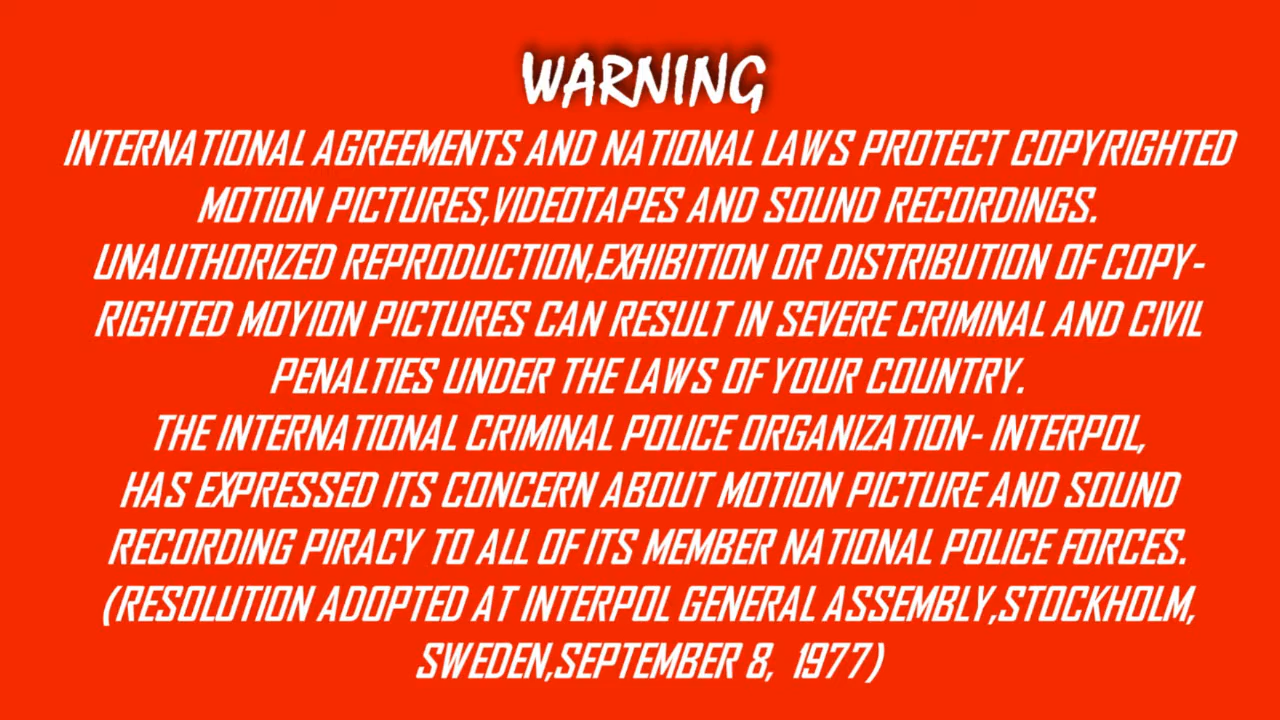 WARNING
INTERNATIONAL AGREEMENTS AND NATIONAL LAWS PROTECT COPYRIGHTED
MOTION PICTURES,VIDEOTAPES AND SOUND RECORDINGS.
UNAUTHORIZED REPRODUCTION,EXHIBITION OR DISTRIBUTION OF COPY-
RIGHTED MOYION PICTURES CAN RESULT IN SEVERE CRIMINAL AND CIVIL
PENALTIES UNDER THE LAWS OF YOUR COUNTRY.
THE INTERNATIONAL CRIMINAL POLICE ORGANIZATION- INTERPOL,
HAS EXPRESSED ITS CONCERN ABOUT MOTION PICTURE AND SOUND
RECORDING PIRACY TO ALL OF ITS MEMBER NATIONAL POLICE FORCES.
(RESOLUTION ADOPTED AT INTERPOL GENERAL ASSEMBLY,STOCKHOLM,
SWEDEN,SEPTEMBER 8, 1977)